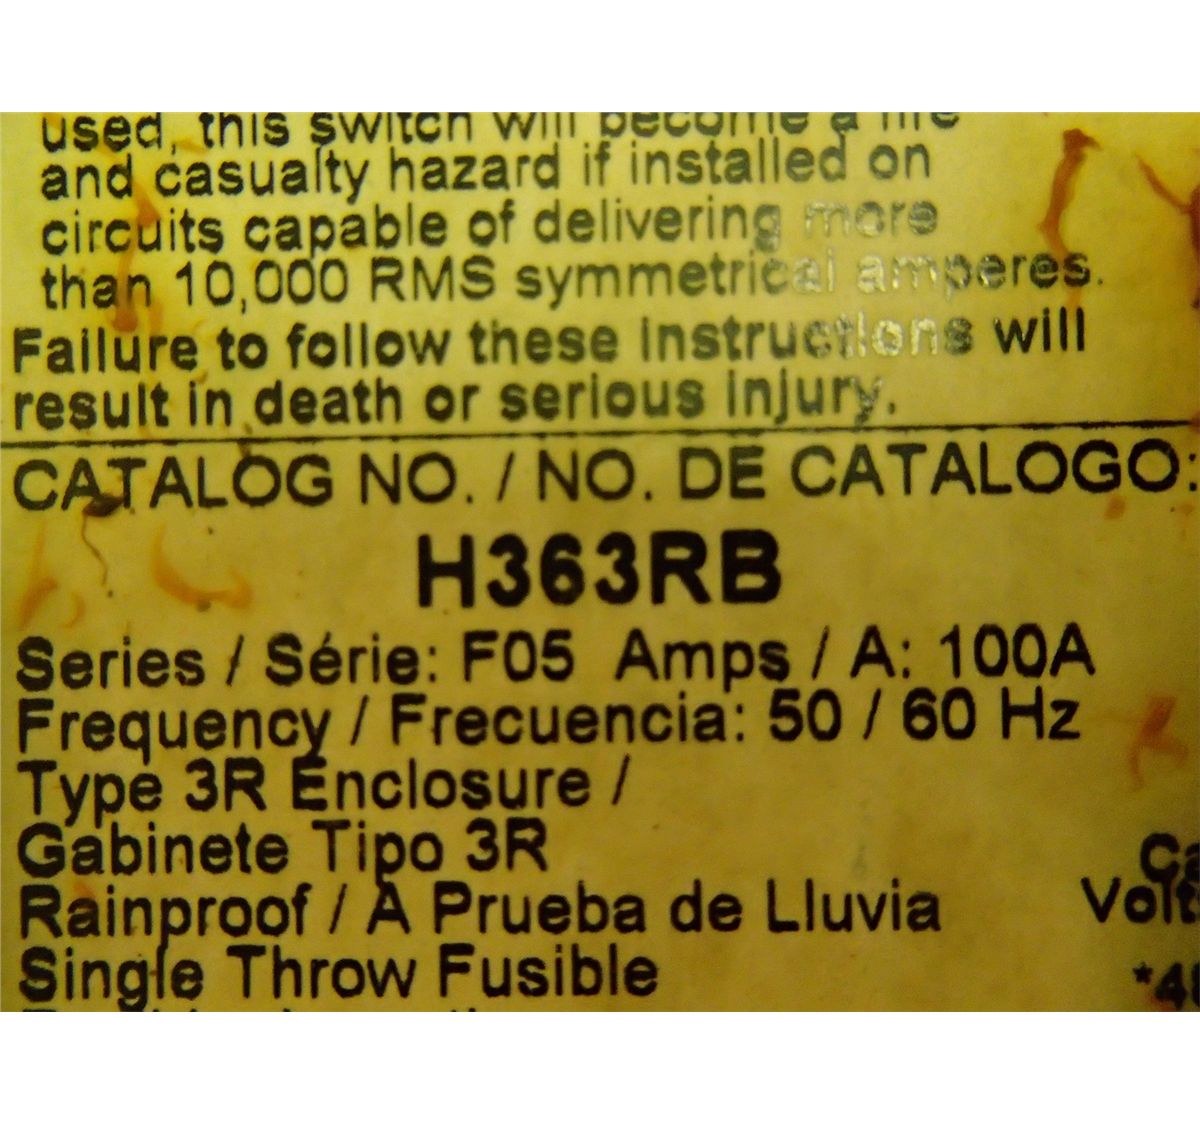 used, this switch will become a life
and casualty hazard if installed on
circuits capable of delivering more
than 10,000 RMS symmetrical amperes.
Failure to follow these instructions will
result in death or serious injury.
CATALOG NO. / NO. DE CATALOGO:
H363RB
Series / Série: F05 Amps / A: 100A
Frequency / Frecuencia: 50 / 60 Hz
Type 3R Enclosure /
Gabinete Tipo 3R
Rainproof / A Prueba de Lluvia
Single Throw Fusible